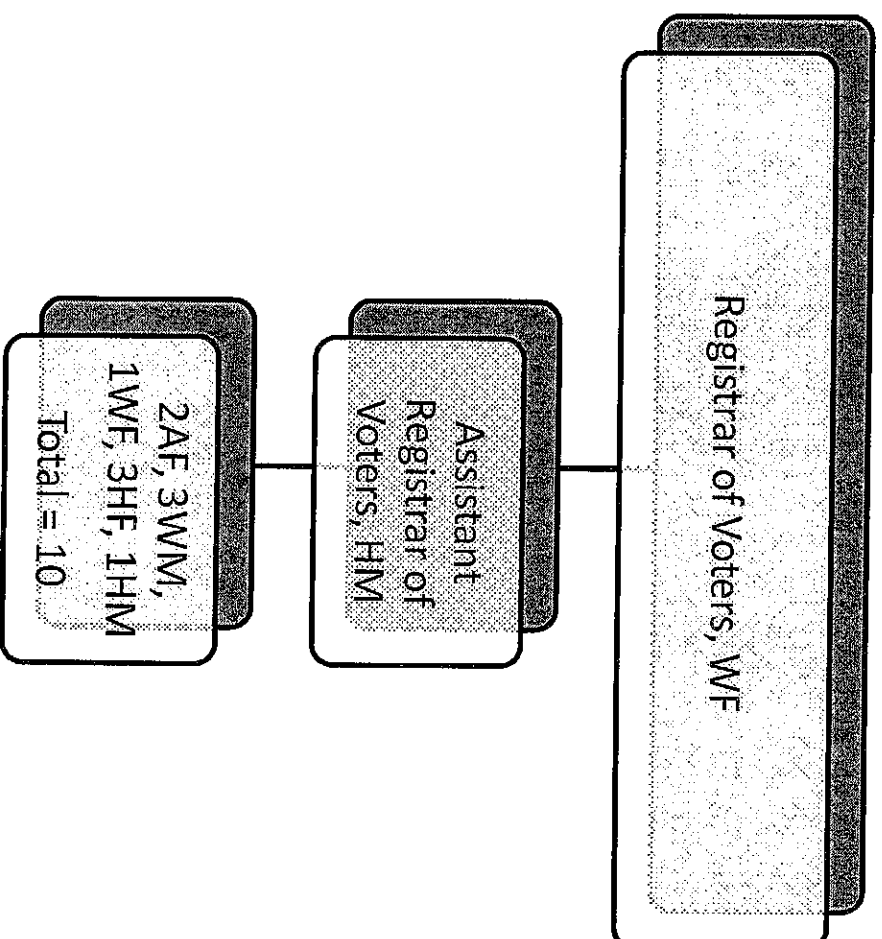 Registrar of Voters, WF
Assistant
Registrar of
Voters, HM
2AF, 3WM,
1WF, 3HF, 1HM
Total = 10